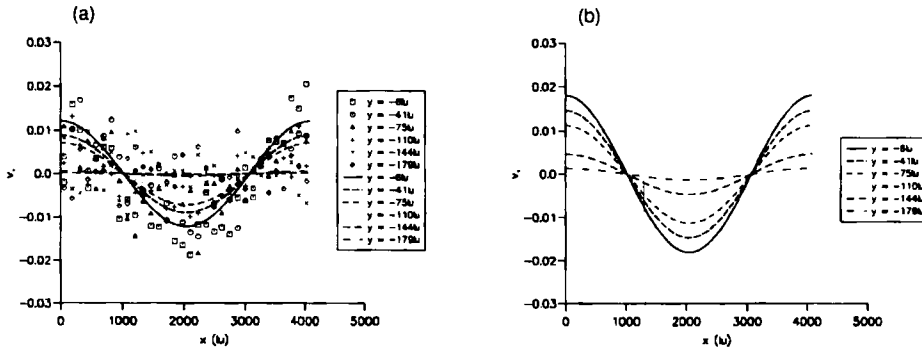 (a)
0.03
0.02
0.01
0.0
−0.01
−0.02
−0.03
0 1000 2000 3000 4000 5000
x (lu)
y = −8lu
y = −41lu
y = −75lu
y = −110lu
y = −144lu
y = −179lu
y = −8lu
y = −41lu
y = −75lu
y = −110lu
y = −144lu
y = −179lu
(b)
0.03
0.02
0.01
0.0
−0.01
−0.02
−0.03
0 1000 2000 3000 4000 5000
x (lu)
y = −8lu
y = −41lu
y = −75lu
y = −110lu
y = −144lu
y = −179lu